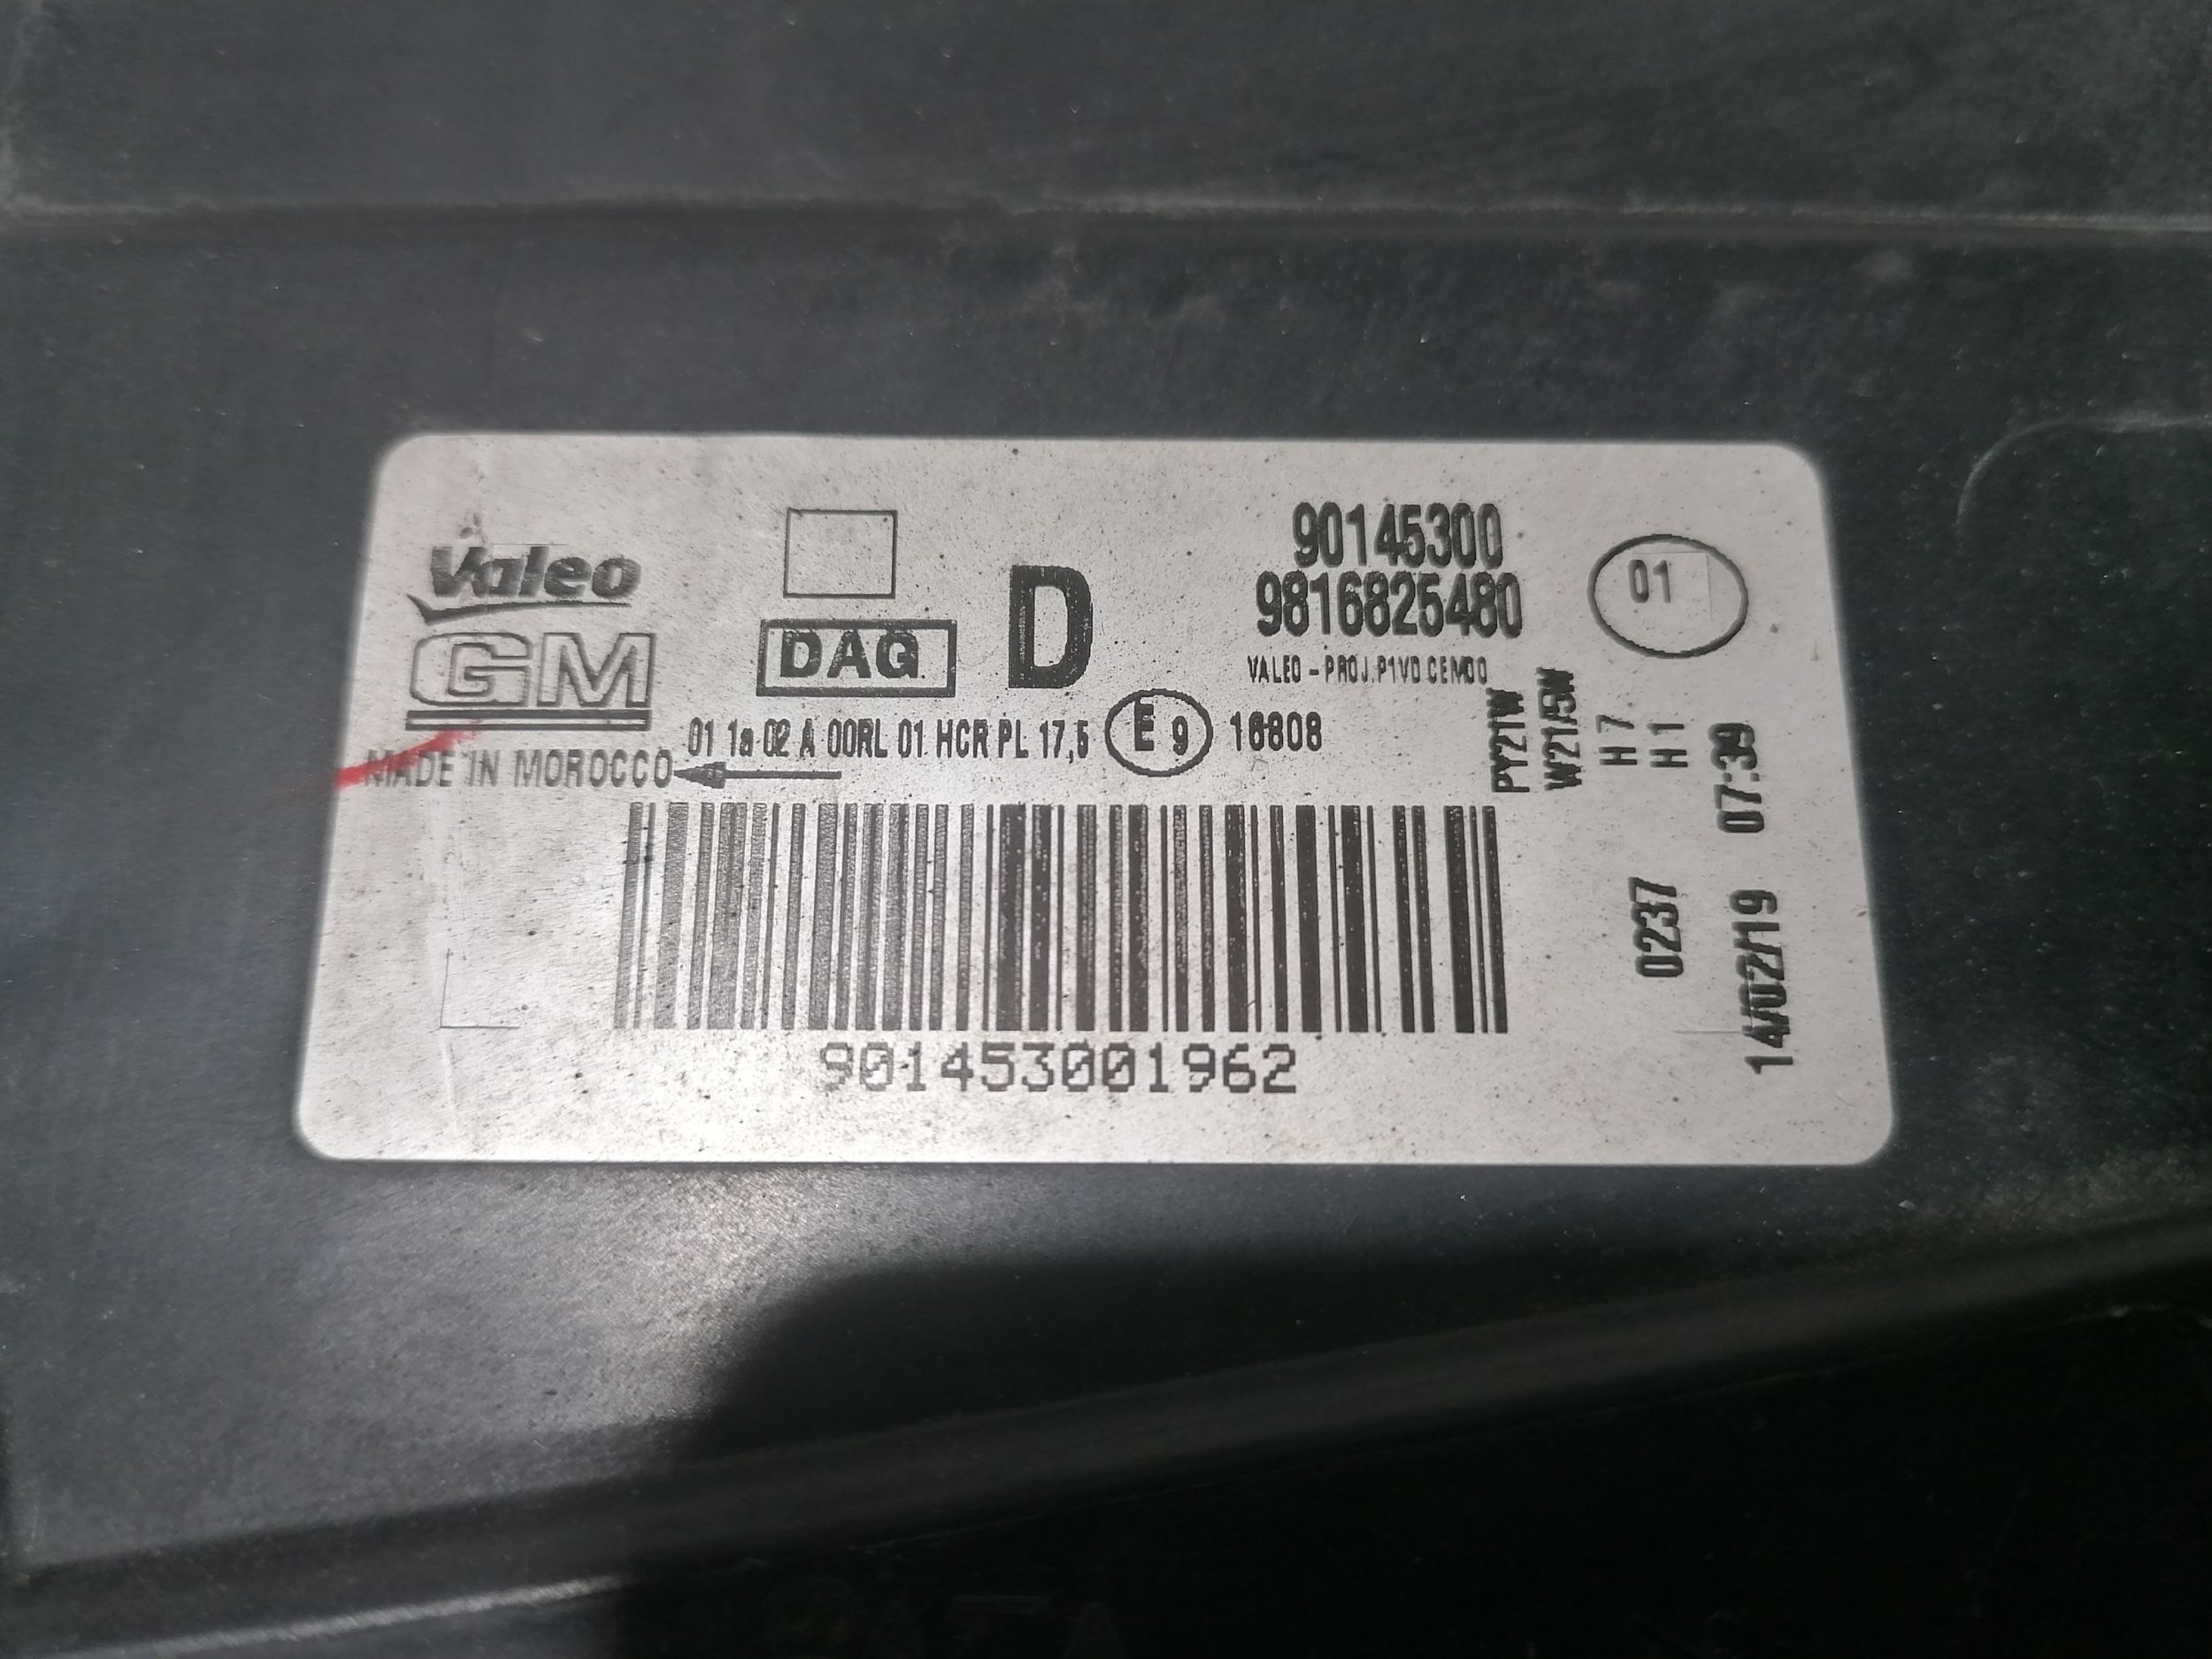 Valeo
GM
MADE IN MOROCCO
DAG
D
90145300
9816825480
VALEO - PROJ.P1VD CEMOO
01
01 1a 02 A 00RL 01 HCR PL 17,5
E 9
18808
PY21W
W21/5W
H7
H1
07:39
0237
14/02/19
901453001962